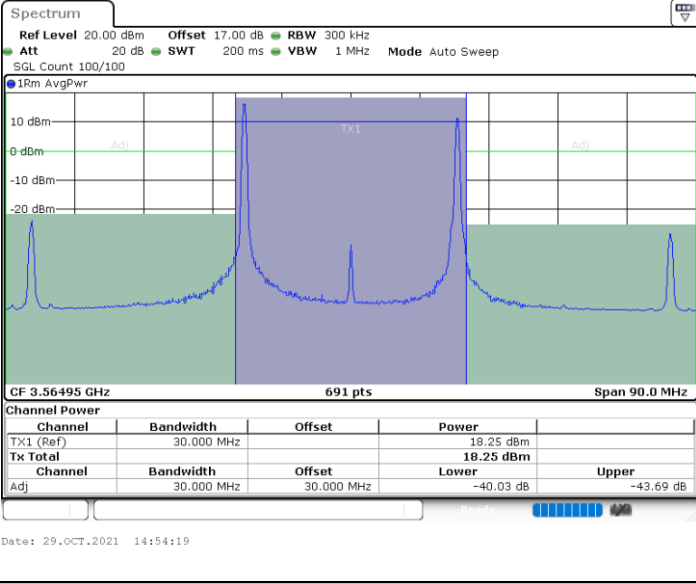 Spectrum
Ref Level 20.00 dBm Offset 17.00 dB RBW 300 kHz
Att 20 dB SWT 200 ms VBW 1 MHz Mode Auto Sweep
SGL Count 100/100
1Rm AvgPwr
10 dBm
TX1
Adj
Adj
0 dBm
-10 dBm
-20 dBm
CF 3.56495 GHz 691 pts Span 90.0 MHz
Channel Power
Channel Bandwidth Offset Power
TX1 (Ref) 30.000 MHz 18.25 dBm
Tx Total 18.25 dBm
Channel Bandwidth Offset Lower Upper
Adj 30.000 MHz 30.000 MHz -40.03 dB -43.69 dB
Ready
Date: 29.OCT.2021 14:54:19